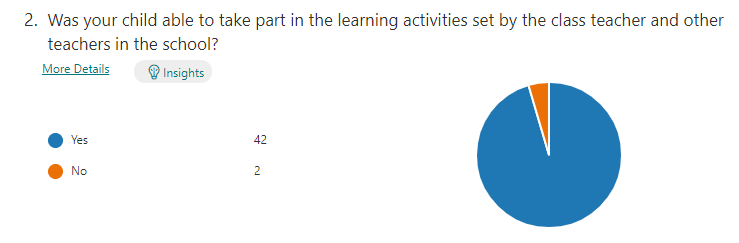 2. Was your child able to take part in the learning activities set by the class teacher and other
teachers in the school?
More Details Insights
Yes 42
No 2